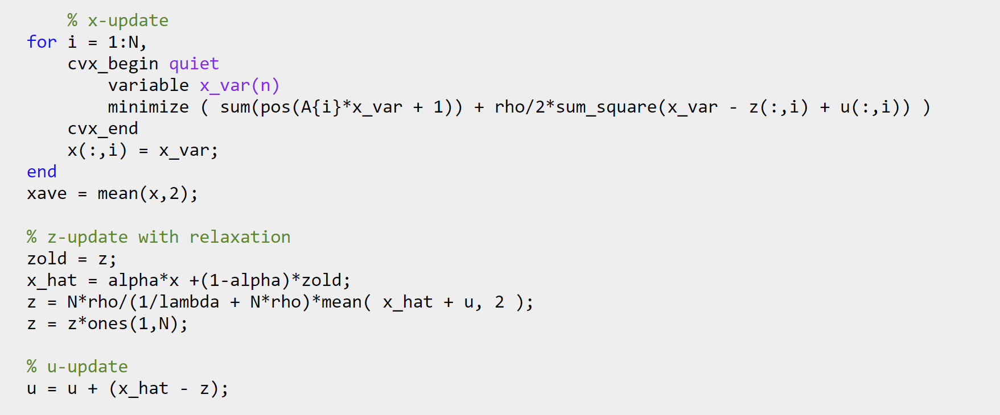 % x-update
for i = 1:N,
cvx_begin quiet
variable x_var(n)
minimize ( sum(pos(A{i}*x_var + 1)) + rho/2*sum_square(x_var - z(:,i) + u(:,i)) )
cvx_end
x(:,i) = x_var;
end
xave = mean(x,2);
% z-update with relaxation
zold = z;
x_hat = alpha*x +(1-alpha)*zold;
z = N*rho/(1/lambda + N*rho)*mean( x_hat + u, 2 );
z = z*ones(1,N);
% u-update
u = u + (x_hat - z);